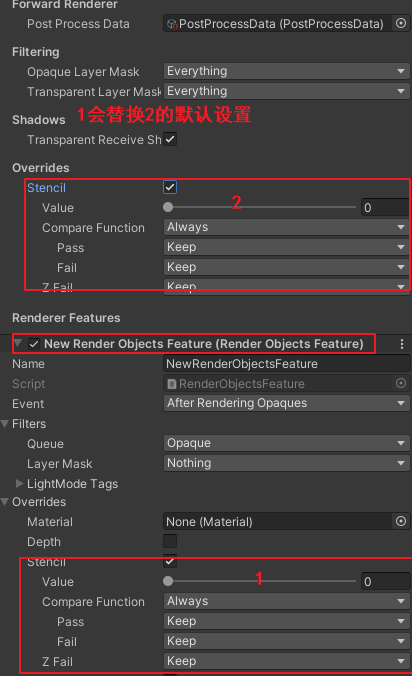 Forward Renderer
Post Process Data PostProcessData (PostProcessData)
Filtering
Opaque Layer Mask Everything
Transparent Layer Mask Everything
1会替换2的默认设置
Shadows
Transparent Receive Sh
Overrides
Stencil
2
Value 0
Compare Function Always
Pass Keep
Fail Keep
Z Fail Keep
Renderer Features
New Render Objects Feature (Render Objects Feature)
Name NewRenderObjectsFeature
Script RenderObjectsFeature
Event After Rendering Opaques
Filters
Queue Opaque
Layer Mask Nothing
LightMode Tags
Overrides
Material None (Material)
Depth
Stencil
1
Value 0
Compare Function Always
Pass Keep
Fail Keep
Z Fail Keep